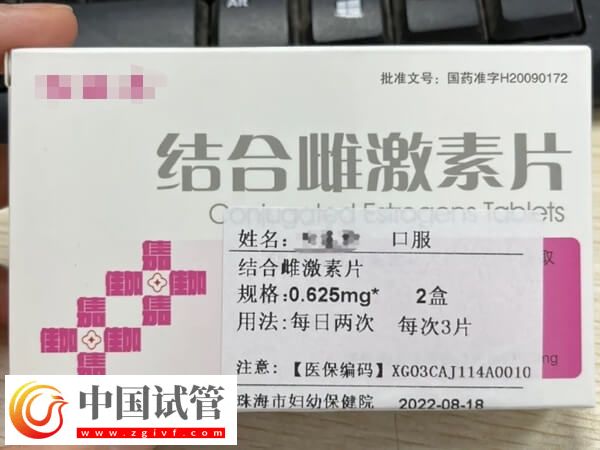 批准文号：国药准字H20090172
结合雌激素片
Conjugated Estrogens Tablets
姓名： 口服
取
结合雌激素片
规格:0.625mg* 2盒
用法:每日两次 每次3片
mg
注意：【医保编码】XG03CAJ114A0010
珠海市妇幼保健院 2022-08-18
中国试管
www.zgivf.com